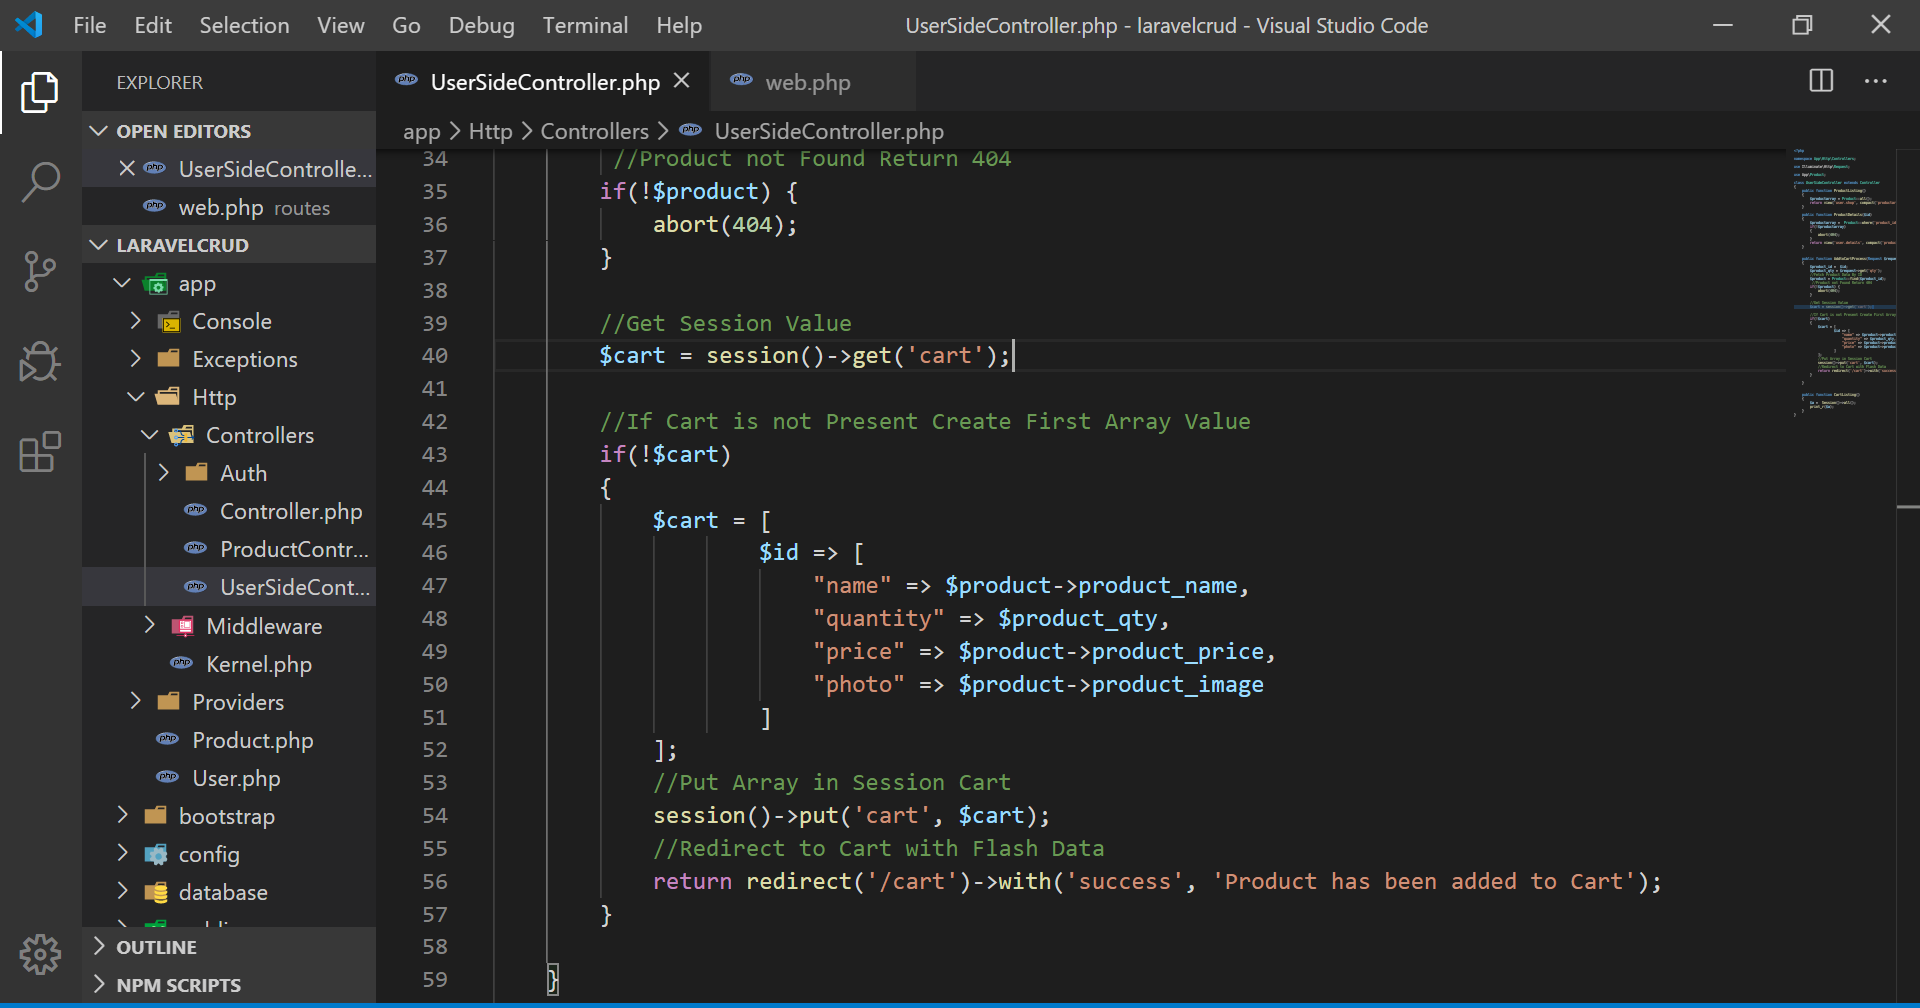 File Edit Selection View Go Debug Terminal Help UserSideController.php - laravelcrud - Visual Studio Code
EXPLORER
OPEN EDITORS
UserSideControlle...
web.php routes
LARAVELCRUD
app
Console
Exceptions
Http
Controllers
Auth
Controller.php
ProductContr...
UserSideCont...
Middleware
Kernel.php
Providers
Product.php
User.php
bootstrap
config
database
OUTLINE
NPM SCRIPTS
UserSideController.php web.php
app > Http > Controllers > UserSideController.php
34 //Product not Found Return 404
35 if(!$product) {
36 abort(404);
37 }
38
39 //Get Session Value
40 $cart = session()->get('cart');
41
42 //If Cart is not Present Create First Array Value
43 if(!$cart)
44 {
45 $cart = [
46 $id => [
47 "name" => $product->product_name,
48 "quantity" => $product_qty,
49 "price" => $product->product_price,
50 "photo" => $product->product_image
51 ]
52 ];
53 //Put Array in Session Cart
54 session()->put('cart', $cart);
55 //Redirect to Cart with Flash Data
56 return redirect('/cart')->with('success', 'Product has been added to Cart');
57 }
58
59 }